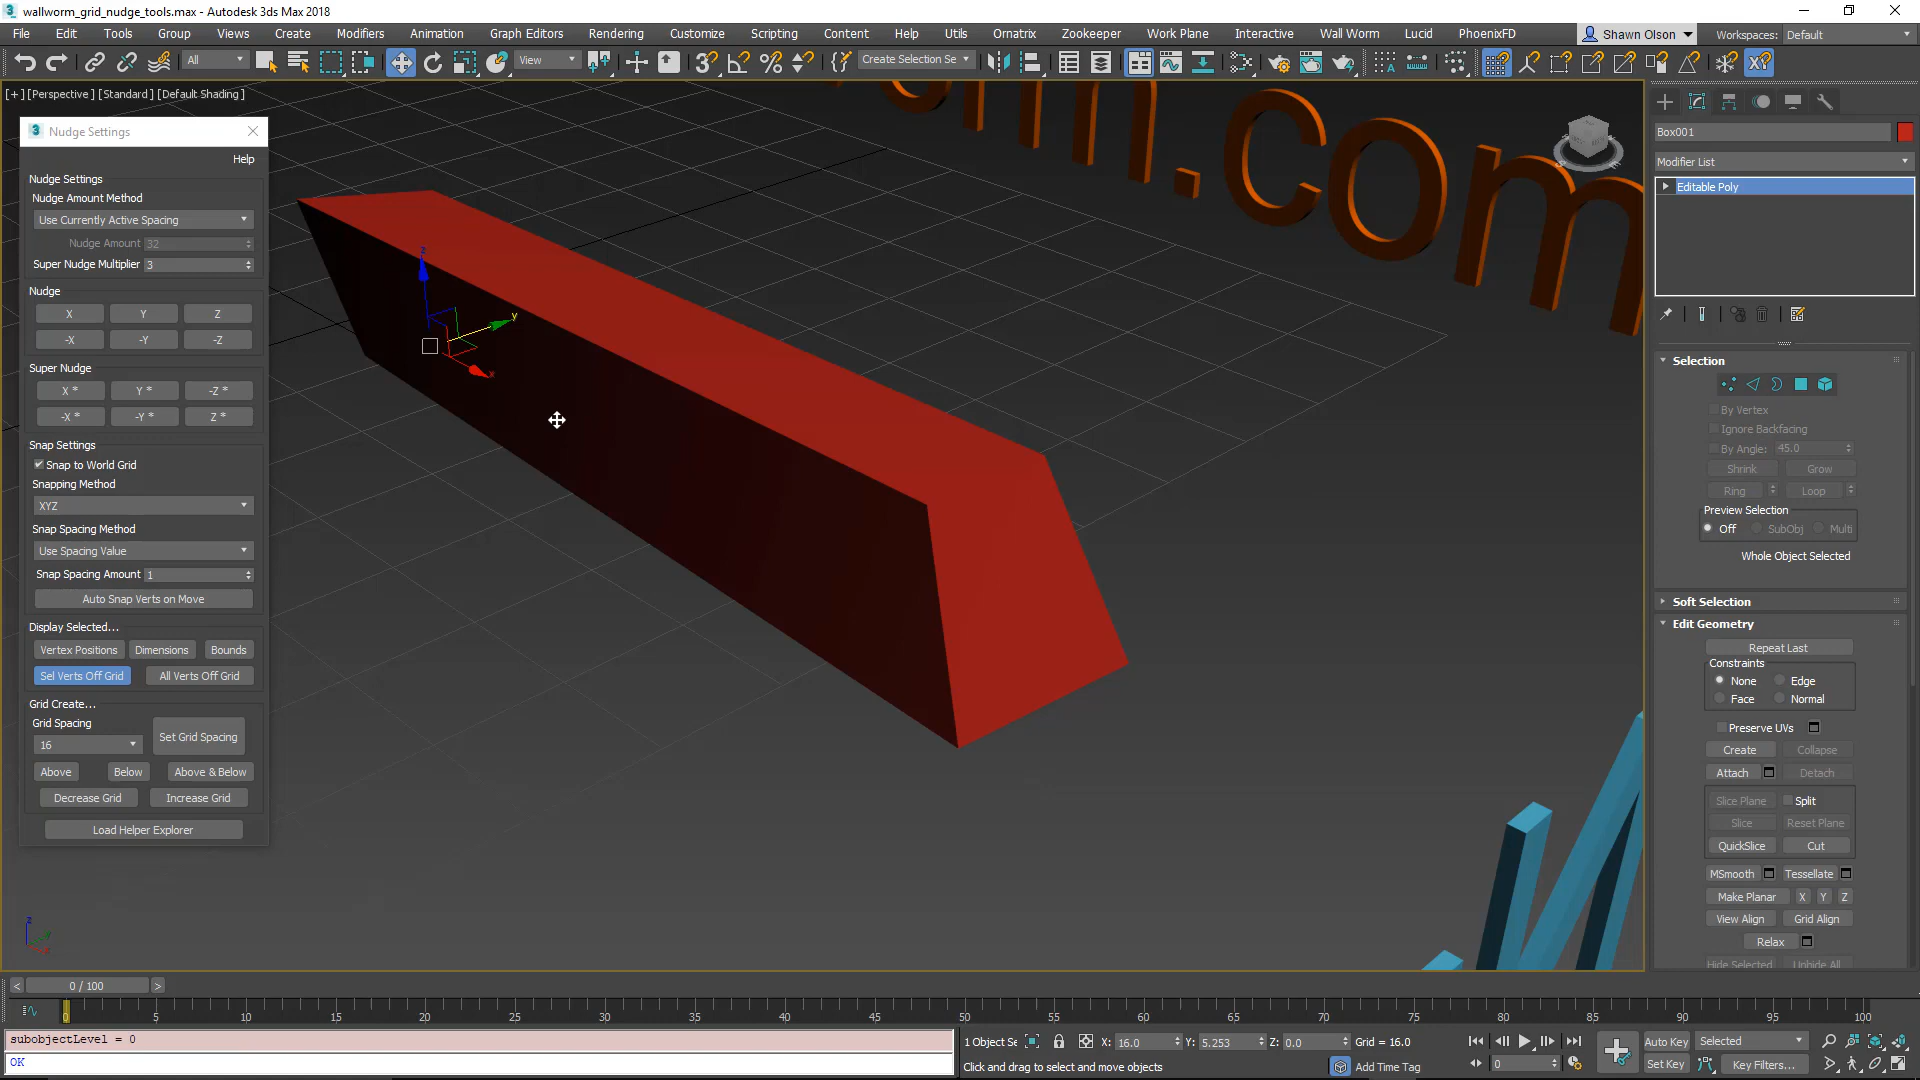 wallworm_grid_nudge_tools.max - Autodesk 3ds Max 2018
File Edit Tools Group Views Create Modifiers Animation Graph Editors Rendering Customize Scripting Content Help Utils Ornatrix Zookeeper Work Plane Interactive Wall Worm Lucid PhoenixFD Shawn Olson Workspaces: Default
All View Create Selection Se
[+] [Perspective] [Standard] [Default Shading]
Nudge Settings
Help
Nudge Settings
Nudge Amount Method
Use Currently Active Spacing
Nudge Amount 32
Super Nudge Multiplier 3
Nudge
X Y Z
-X -Y -Z
Super Nudge
X * Y * -Z *
-X * -Y * Z *
Snap Settings
Snap to World Grid
Snapping Method
XYZ
Snap Spacing Method
Use Spacing Value
Snap Spacing Amount 1
Auto Snap Verts on Move
Display Selected...
Vertex Positions Dimensions Bounds
Sel Verts Off Grid All Verts Off Grid
Grid Create...
Grid Spacing
16 Set Grid Spacing
Above Below Above & Below
Decrease Grid Increase Grid
Load Helper Explorer
z
y
x
.com
Box001
Modifier List
Editable Poly
Selection
By Vertex
Ignore Backfacing
By Angle: 45.0
Shrink Grow
Ring Loop
Preview Selection
Off SubObj Multi
Whole Object Selected
Soft Selection
Edit Geometry
Repeat Last
Constraints
None Edge
Face Normal
Preserve UVs
Create Collapse
Attach Detach
Slice Plane Split
Slice Reset Plane
QuickSlice Cut
MSmooth Tessellate
Make Planar X Y Z
View Align Grid Align
Relax
Hide Selected Unhide All
0 / 100
0 5 10 15 20 25 30 35 40 45 50 55 60 65 70 75 80 85 90 95 100
subobjectLevel = 0
OK
1 Object Se X: 16.0 Y: 5.253 Z: 0.0 Grid = 16.0
Click and drag to select and move objects
Add Time Tag
0
Auto Key Selected
Set Key Key Filters...